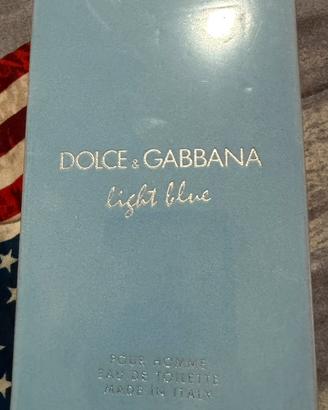 DOLCE & GABBANA
light blue
POUR HOMME
EAU DE TOILETTE
MADE IN ITALY